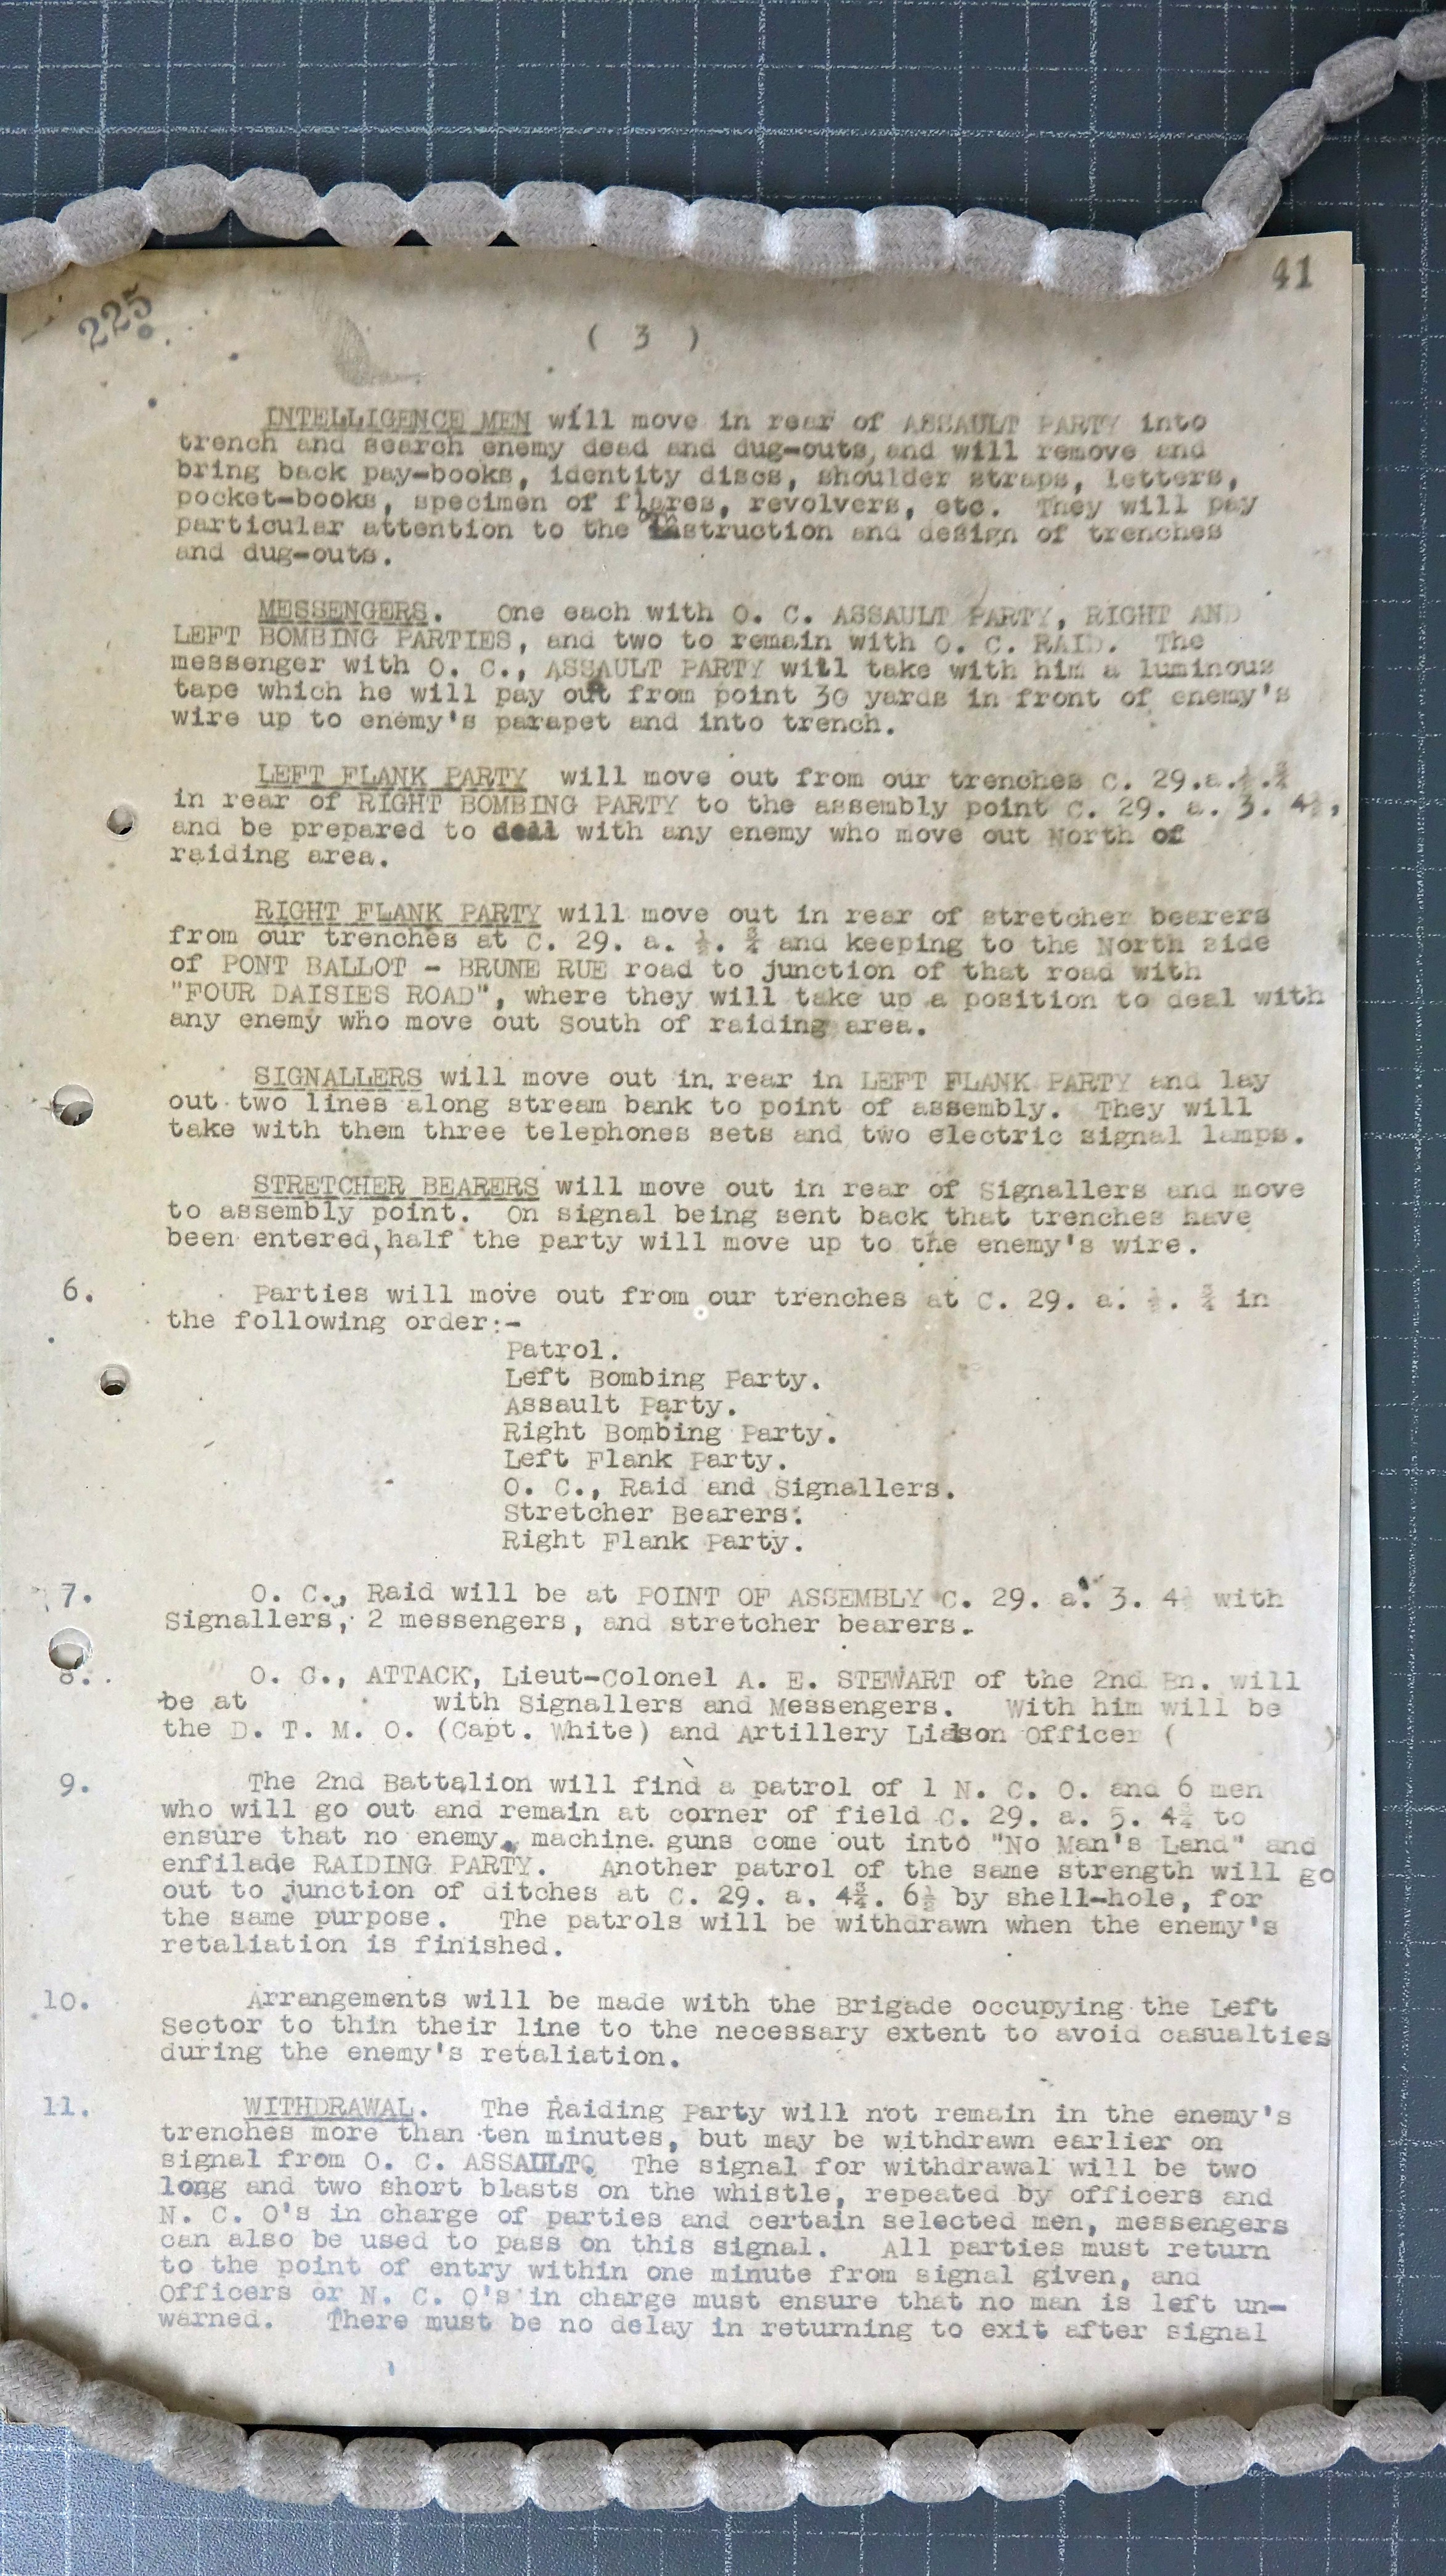 41
225
( 3 )
INTELLIGENCE MEN will move in rear of ASSAULT PARTY into
trench and search enemy dead and dug-outs, and will remove and
bring back pay-books, identity discs, shoulder straps, letters,
pocket-books, specimen of flares, revolvers, etc. They will pay
particular attention to the construction and design of trenches
and dug-outs.
MESSENGERS. One each with O. C. ASSAULT PARTY, RIGHT AND
LEFT BOMBING PARTIES, and two to remain with O. C. RAID. The
messenger with O. C., ASSAULT PARTY will take with him a luminous
tape which he will pay out from point 30 yards in front of enemy's
wire up to enemy's parapet and into trench.
LEFT FLANK PARTY will move out from our trenches C. 29.a.½.¾
in rear of RIGHT BOMBING PARTY to the assembly point C. 29. a. 3. 4½,
and be prepared to deal with any enemy who move out North of
raiding area.
RIGHT FLANK PARTY will move out in rear of stretcher bearers
from our trenches at C. 29. a. ½. ¾ and keeping to the North side
of PONT BALLOT - BRUNE RUE road to junction of that road with
"FOUR DAISIES ROAD", where they will take up a position to deal with
any enemy who move out South of raiding area.
SIGNALLERS will move out in rear in LEFT FLANK PARTY and lay
out two lines along stream bank to point of assembly. They will
take with them three telephones sets and two electric signal lamps.
STRETCHER BEARERS will move out in rear of Signallers and move
to assembly point. On signal being sent back that trenches have
been entered, half the party will move up to the enemy's wire.
6. Parties will move out from our trenches at C. 29. a. ½. ¾ in
the following order:-
Patrol.
Left Bombing Party.
Assault Party.
Right Bombing Party.
Left Flank Party.
O. C., Raid and Signallers.
Stretcher Bearers.
Right Flank Party.
7. O. C., Raid will be at POINT OF ASSEMBLY C. 29. a. 3. 4½ with
Signallers, 2 messengers, and stretcher bearers.
8. O. C., ATTACK, Lieut-Colonel A. E. STEWART of the 2nd Bn. will
be at with Signallers and Messengers. With him will be
the D. T. M. O. (Capt. White) and Artillery Liason Officer ( )
9. The 2nd Battalion will find a patrol of 1 N. C. O. and 6 men
who will go out and remain at corner of field C. 29. a. 5. 4¾ to
ensure that no enemy machine guns come out into "No Man's Land" and
enfilade RAIDING PARTY. Another patrol of the same strength will go
out to junction of ditches at C. 29. a. 4¾. 6½ by shell-hole, for
the same purpose. The patrols will be withdrawn when the enemy's
retaliation is finished.
10. Arrangements will be made with the Brigade occupying the Left
Sector to thin their line to the necessary extent to avoid casualties
during the enemy's retaliation.
11. WITHDRAWAL. The Raiding Party will not remain in the enemy's
trenches more than ten minutes, but may be withdrawn earlier on
signal from O. C. ASSAULT. The signal for withdrawal will be two
long and two short blasts on the whistle, repeated by officers and
N. C. O's in charge of parties and certain selected men, messengers
can also be used to pass on this signal. All parties must return
to the point of entry within one minute from signal given, and
Officers or N. C. O's in charge must ensure that no man is left un-
warned. There must be no delay in returning to exit after signal